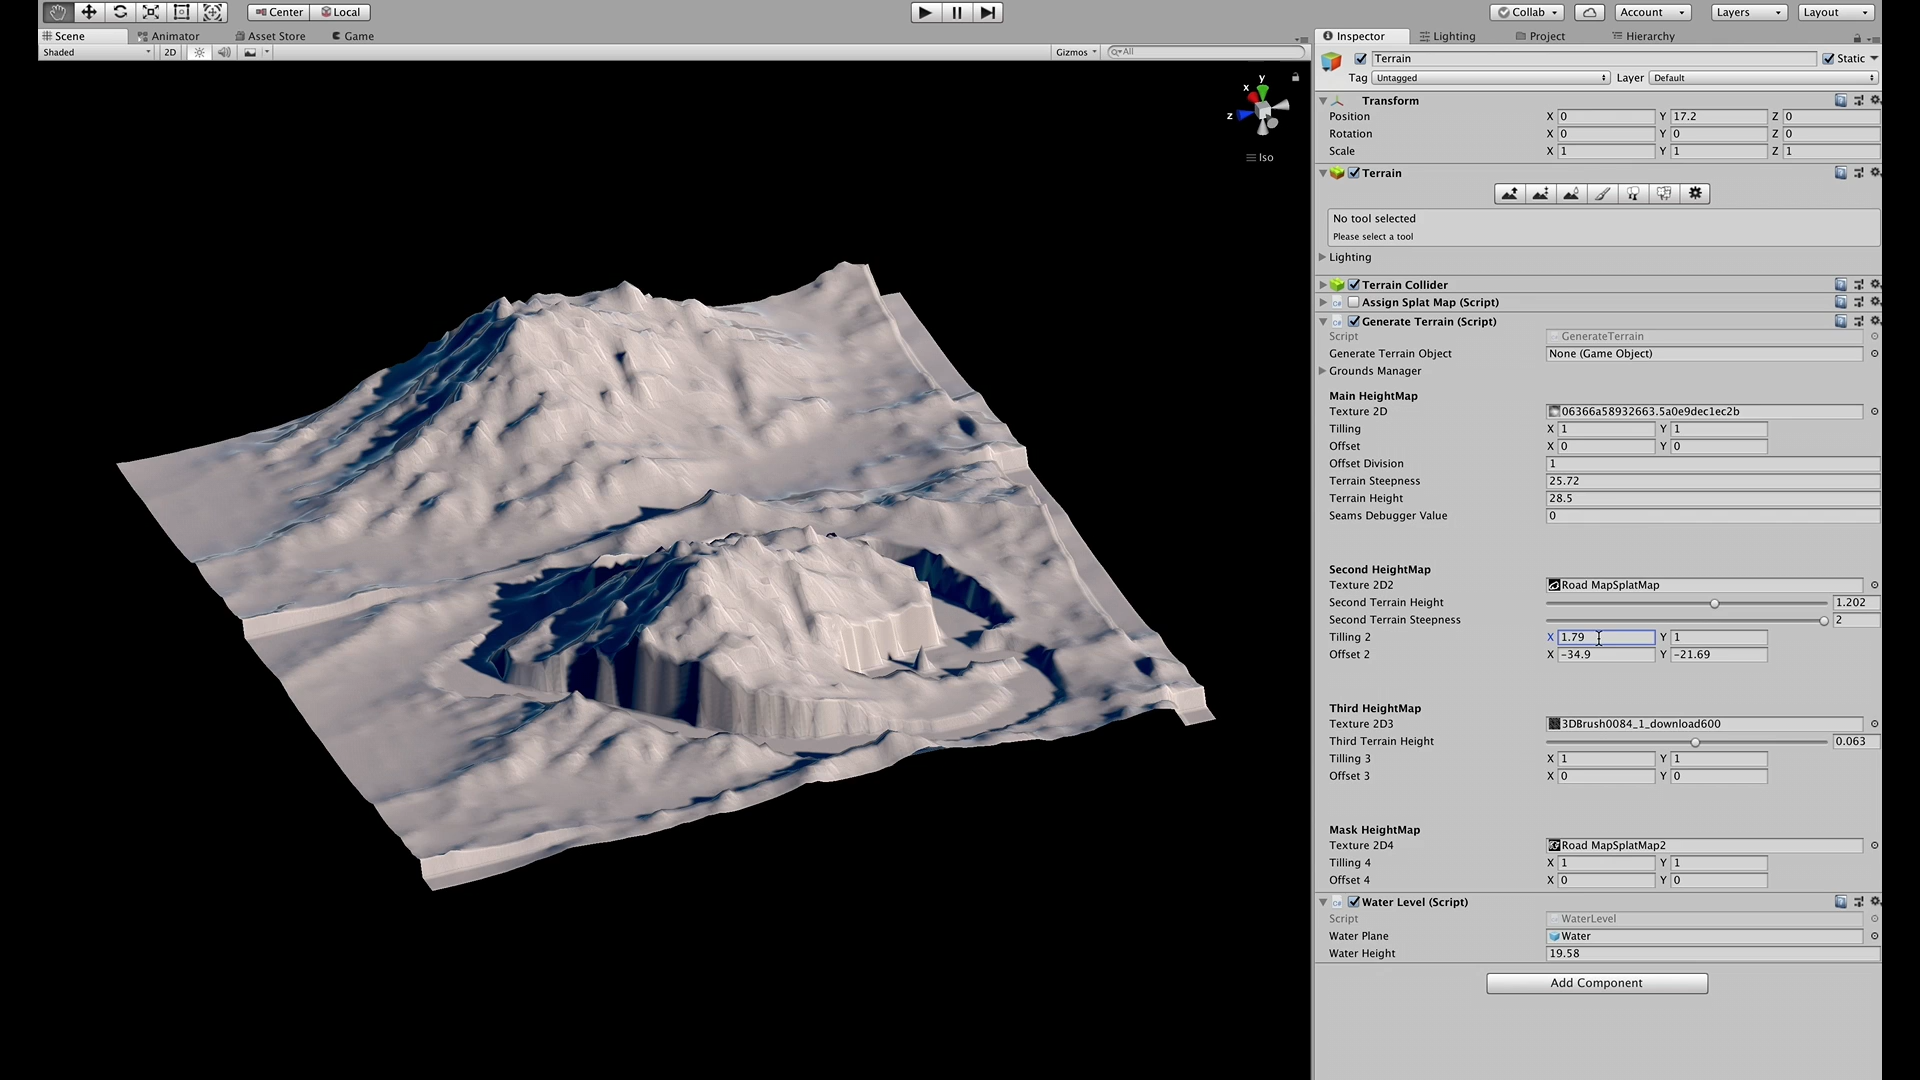 Center Local
Collab Account Layers Layout
Scene Animator Asset Store Game
Inspector Lighting Project Hierarchy
Shaded 2D Gizmos All
Terrain Static
Tag Untagged Layer Default
y
x
z
Iso
Transform
Position X 0 Y 17.2 Z 0
Rotation X 0 Y 0 Z 0
Scale X 1 Y 1 Z 1
Terrain
No tool selected
Please select a tool
Lighting
Terrain Collider
Assign Splat Map (Script)
Generate Terrain (Script)
Script GenerateTerrain
Generate Terrain Object None (Game Object)
Grounds Manager
Main HeightMap
Texture 2D 06366a58932663.5a0e9dec1ec2b
Tilling X 1 Y 1
Offset X 0 Y 0
Offset Division 1
Terrain Steepness 25.72
Terrain Height 28.5
Seams Debugger Value 0
Second HeightMap
Texture 2D2 Road MapSplatMap
Second Terrain Height 1.202
Second Terrain Steepness 2
Tilling 2 X 1.79 Y 1
Offset 2 X -34.9 Y -21.69
Third HeightMap
Texture 2D3 3DBrush0084_1_download600
Third Terrain Height 0.063
Tilling 3 X 1 Y 1
Offset 3 X 0 Y 0
Mask HeightMap
Texture 2D4 Road MapSplatMap2
Tilling 4 X 1 Y 1
Offset 4 X 0 Y 0
Water Level (Script)
Script WaterLevel
Water Plane Water
Water Height 19.58
Add Component